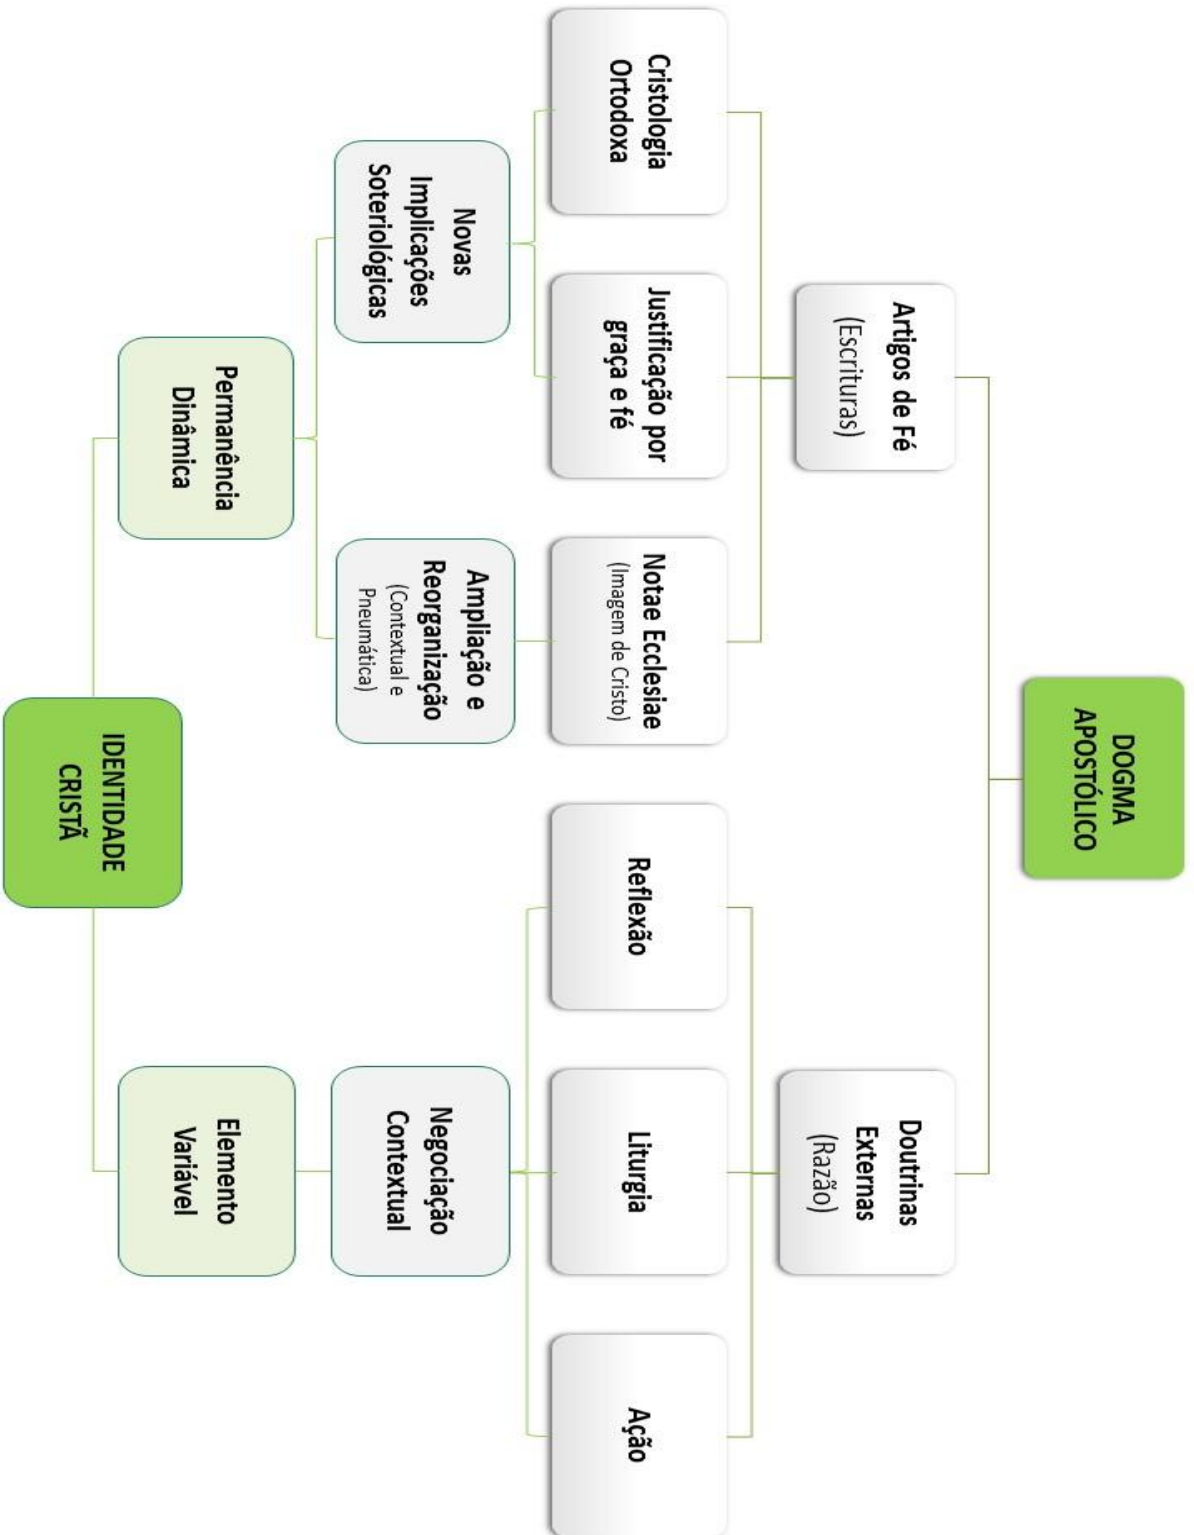 DOGMA
APOSTÓLICO
Artigos de Fé
(Escrituras)
Doutrinas
Externas
(Razão)
Cristologia
Ortodoxa
Justificação por
graça e fé
Notae Ecclesiae
(Imagem de Cristo)
Reflexão
Liturgia
Ação
Novas
Implicações
Soteriológicas
Ampliação e
Reorganização
(Contextual e
Pneumática)
Negociação
Contextual
Permanência
Dinâmica
Elemento
Variável
IDENTIDADE
CRISTÃ